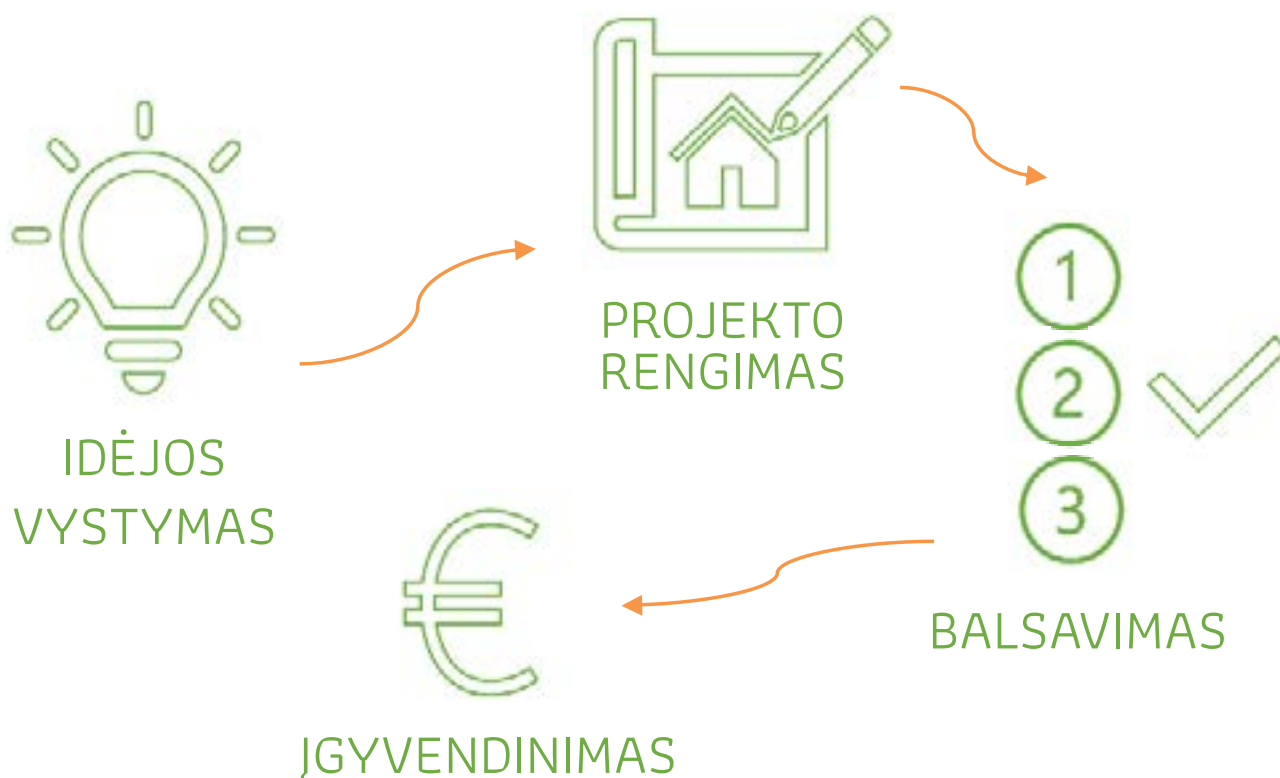 IDĖJOS
VYSTYMAS
PROJEKTO
RENGIMAS
1
2
3
BALSAVIMAS
€
ĮGYVENDINIMAS